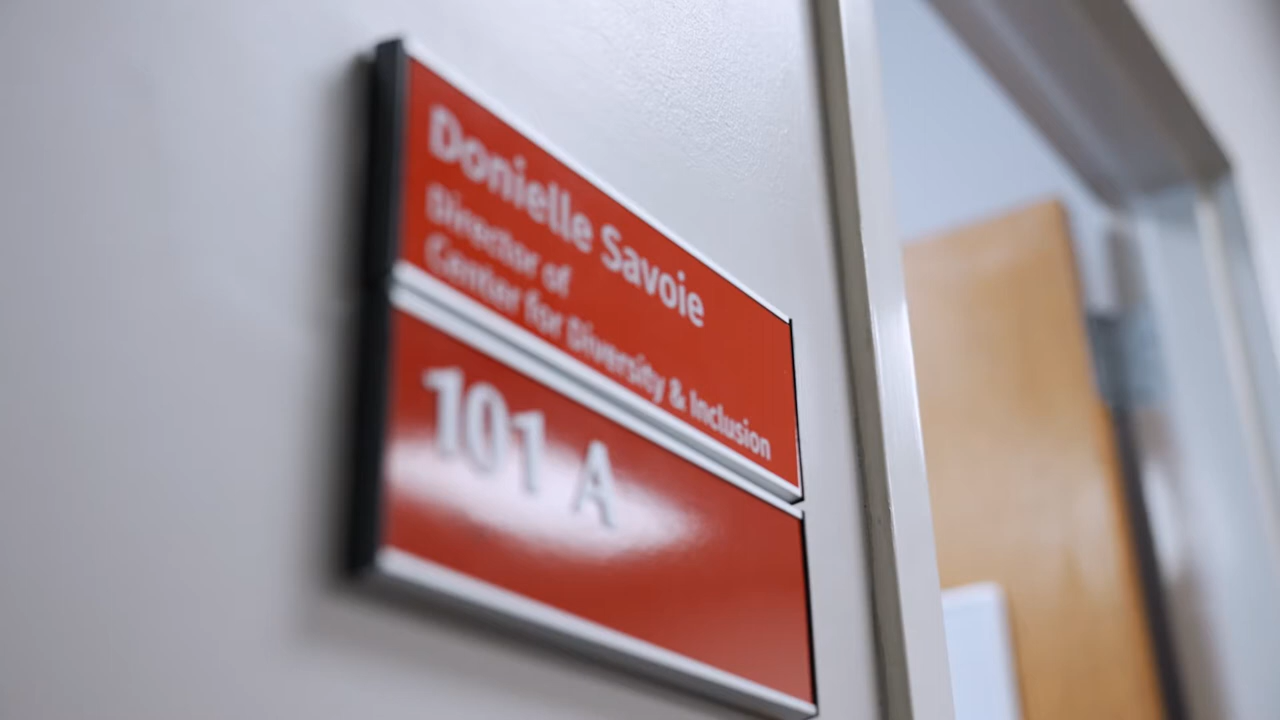 Donielle Savoie
Director of
Center for Diversity & Inclusion
101 A